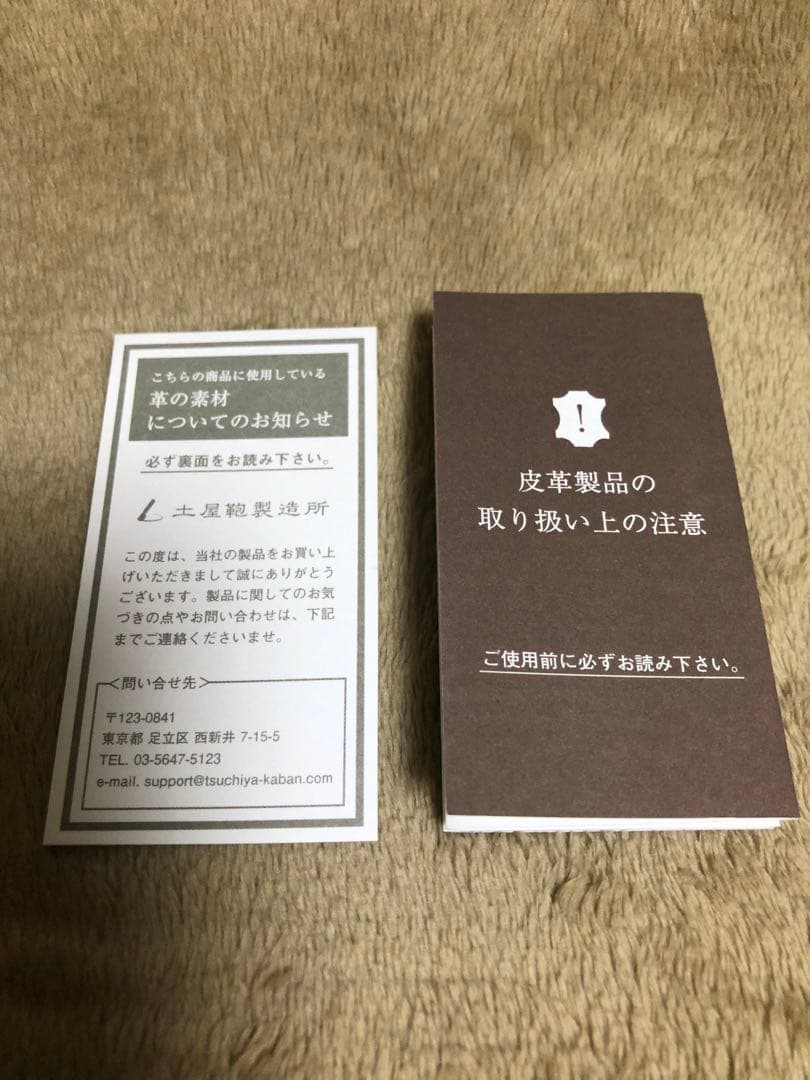 こちらの商品に使用している
革の素材
についてのお知らせ
必ず裏面をお読み下さい。
土屋鞄製造所
この度は、当社の製品をお買い上
げいただきまして誠にありがとう
ございます。製品に関してのお気
づきの点やお問い合わせは、下記
までご連絡くださいませ。
問い合せ先
〒123-0841
東京都 足立区 西新井 7-15-5
TEL. 03-5647-5123
e-mail. support@tsuchiya-kaban.com
!
皮革製品の
取り扱い上の注意
ご使用前に必ずお読み下さい。